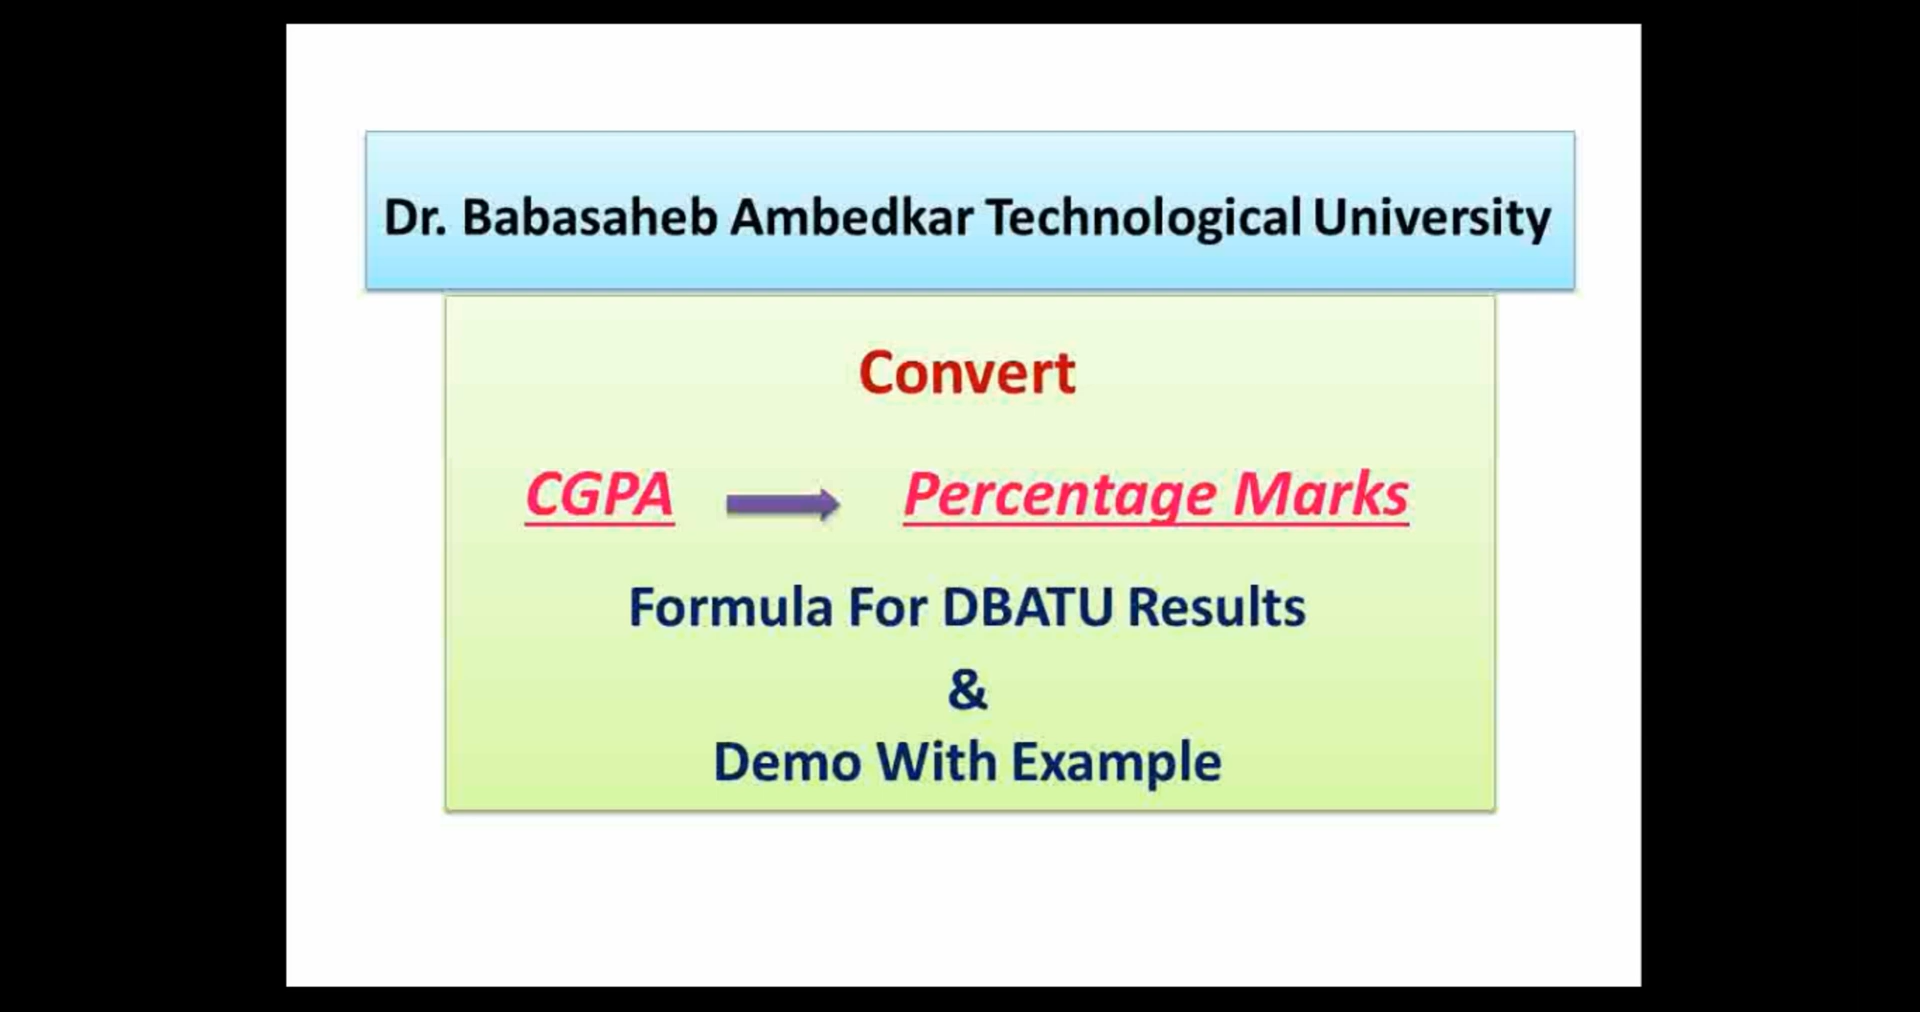 Dr. Babasaheb Ambedkar Technological University
Convert
CGPA Percentage Marks
Formula For DBATU Results
&
Demo With Example